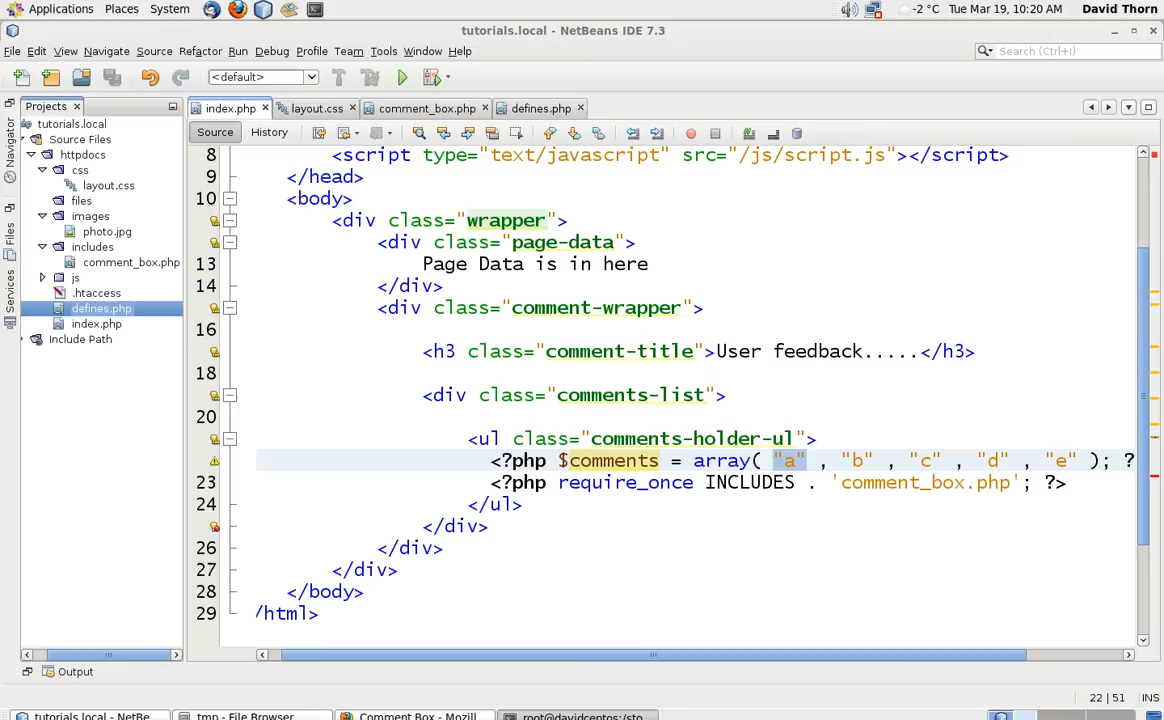 Applications Places System -2 °C Tue Mar 19, 10:20 AM David Thorn
tutorials.local - NetBeans IDE 7.3
File Edit View Navigate Source Refactor Run Debug Profile Team Tools Window Help Search (Ctrl+I)
<default>
Projects index.php layout.css comment_box.php defines.php
Source History
Navigator
Files
Services
tutorials.local
Source Files
httpdocs
css
layout.css
files
images
photo.jpg
includes
comment_box.php
js
.htaccess
defines.php
index.php
Include Path
8 <script type="text/javascript" src="/js/script.js"></script>
9 </head>
10 <body>
<div class="wrapper">
<div class="page-data">
13 Page Data is in here
14 </div>
<div class="comment-wrapper">
16
<h3 class="comment-title">User feedback.....</h3>
18
<div class="comments-list">
20
<ul class="comments-holder-ul">
<?php $comments = array( "a" , "b" , "c" , "d" , "e" ); ?
23 <?php require_once INCLUDES . 'comment_box.php'; ?>
24 </ul>
</div>
26 </div>
27 </div>
28 </body>
29 /html>
Output
22 | 51 INS
tutorials.local - NetBe... tmp - File Browser Comment Box - Mozill... root@davidcentos:/sto...